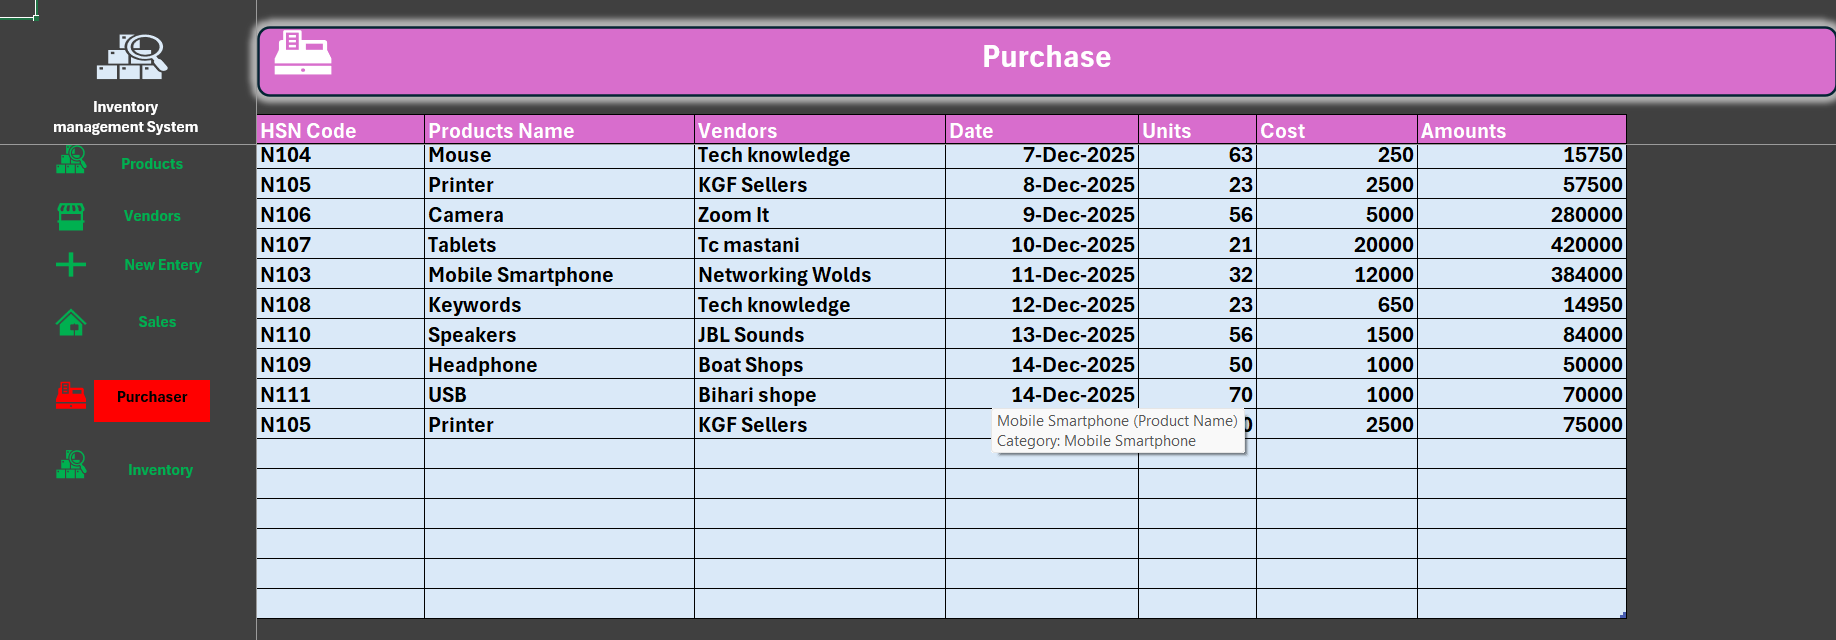 Purchase
Inventory
management System
Products
Vendors
New Entery
Sales
Purchaser
Inventory
HSN Code Products Name Vendors Date Units Cost Amounts
N104 Mouse Tech knowledge 7-Dec-2025 63 250 15750
N105 Printer KGF Sellers 8-Dec-2025 23 2500 57500
N106 Camera Zoom It 9-Dec-2025 56 5000 280000
N107 Tablets Tc mastani 10-Dec-2025 21 20000 420000
N103 Mobile Smartphone Networking Wolds 11-Dec-2025 32 12000 384000
N108 Keywords Tech knowledge 12-Dec-2025 23 650 14950
N110 Speakers JBL Sounds 13-Dec-2025 56 1500 84000
N109 Headphone Boat Shops 14-Dec-2025 50 1000 50000
N111 USB Bihari shope 14-Dec-2025 70 1000 70000
N105 Printer KGF Sellers 2500 75000
Mobile Smartphone (Product Name)
Category: Mobile Smartphone